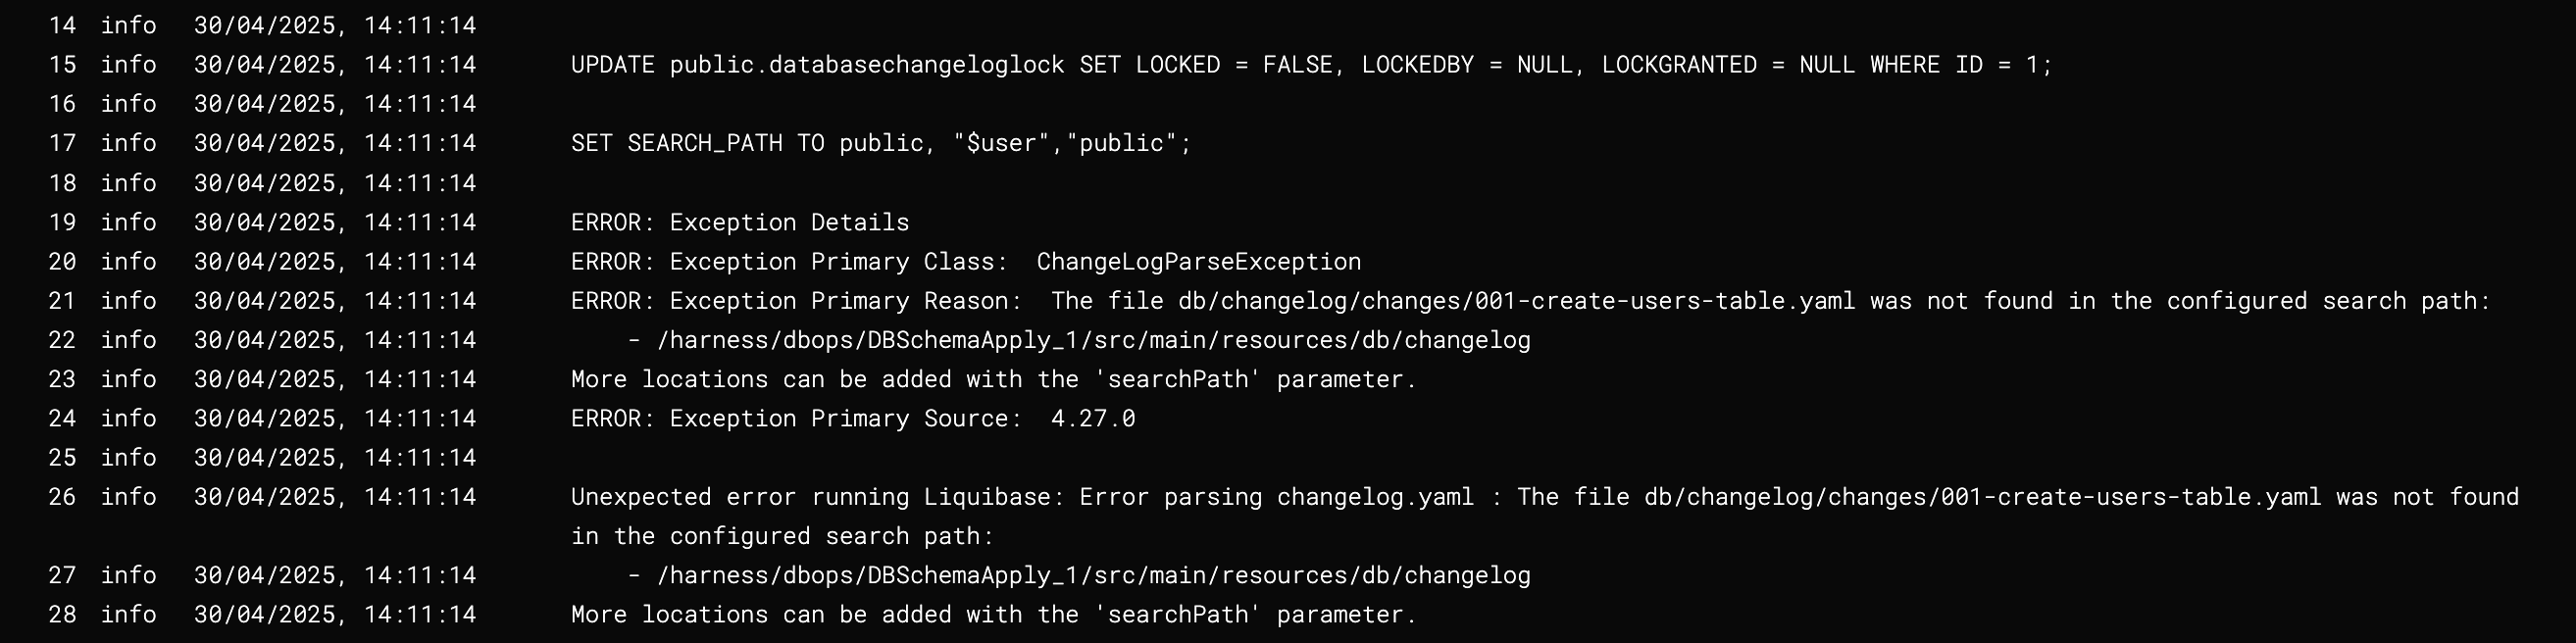 14 info 30/04/2025, 14:11:14
15 info 30/04/2025, 14:11:14 UPDATE public.databasechangeloglock SET LOCKED = FALSE, LOCKEDBY = NULL, LOCKGRANTED = NULL WHERE ID = 1;
16 info 30/04/2025, 14:11:14
17 info 30/04/2025, 14:11:14 SET SEARCH_PATH TO public, "$user","public";
18 info 30/04/2025, 14:11:14
19 info 30/04/2025, 14:11:14 ERROR: Exception Details
20 info 30/04/2025, 14:11:14 ERROR: Exception Primary Class:  ChangeLogParseException
21 info 30/04/2025, 14:11:14 ERROR: Exception Primary Reason:  The file db/changelog/changes/001-create-users-table.yaml was not found in the configured search path:
22 info 30/04/2025, 14:11:14     - /harness/dbops/DBSchemaApply_1/src/main/resources/db/changelog
23 info 30/04/2025, 14:11:14 More locations can be added with the 'searchPath' parameter.
24 info 30/04/2025, 14:11:14 ERROR: Exception Primary Source:  4.27.0
25 info 30/04/2025, 14:11:14
26 info 30/04/2025, 14:11:14 Unexpected error running Liquibase: Error parsing changelog.yaml : The file db/changelog/changes/001-create-users-table.yaml was not found
in the configured search path:
27 info 30/04/2025, 14:11:14     - /harness/dbops/DBSchemaApply_1/src/main/resources/db/changelog
28 info 30/04/2025, 14:11:14 More locations can be added with the 'searchPath' parameter.